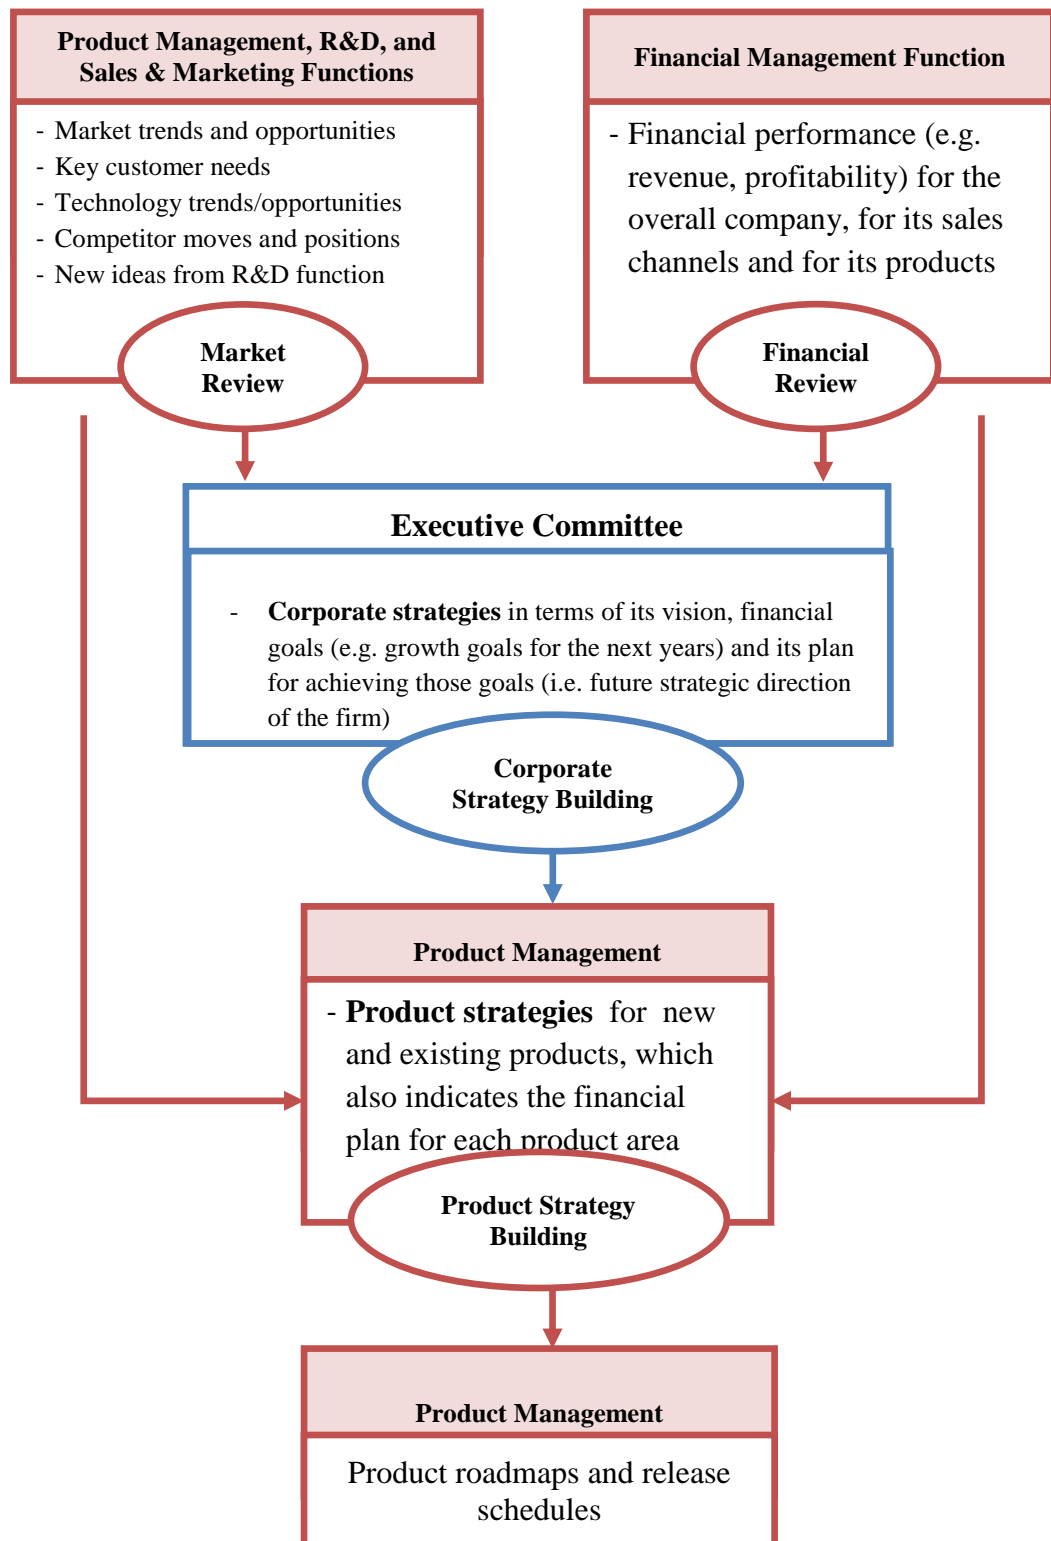 Product Management, R&D, and
Sales & Marketing Functions
- Market trends and opportunities
- Key customer needs
- Technology trends/opportunities
- Competitor moves and positions
- New ideas from R&D function
Market
Review
Financial Management Function
- Financial performance (e.g.
revenue, profitability) for the
overall company, for its sales
channels and for its products
Financial
Review
Executive Committee
- Corporate strategies in terms of its vision, financial
goals (e.g. growth goals for the next years) and its plan
for achieving those goals (i.e. future strategic direction
of the firm)
Corporate
Strategy Building
Product Management
- Product strategies for new
and existing products, which
also indicates the financial
plan for each product area
Product Strategy
Building
Product Management
Product roadmaps and release
schedules